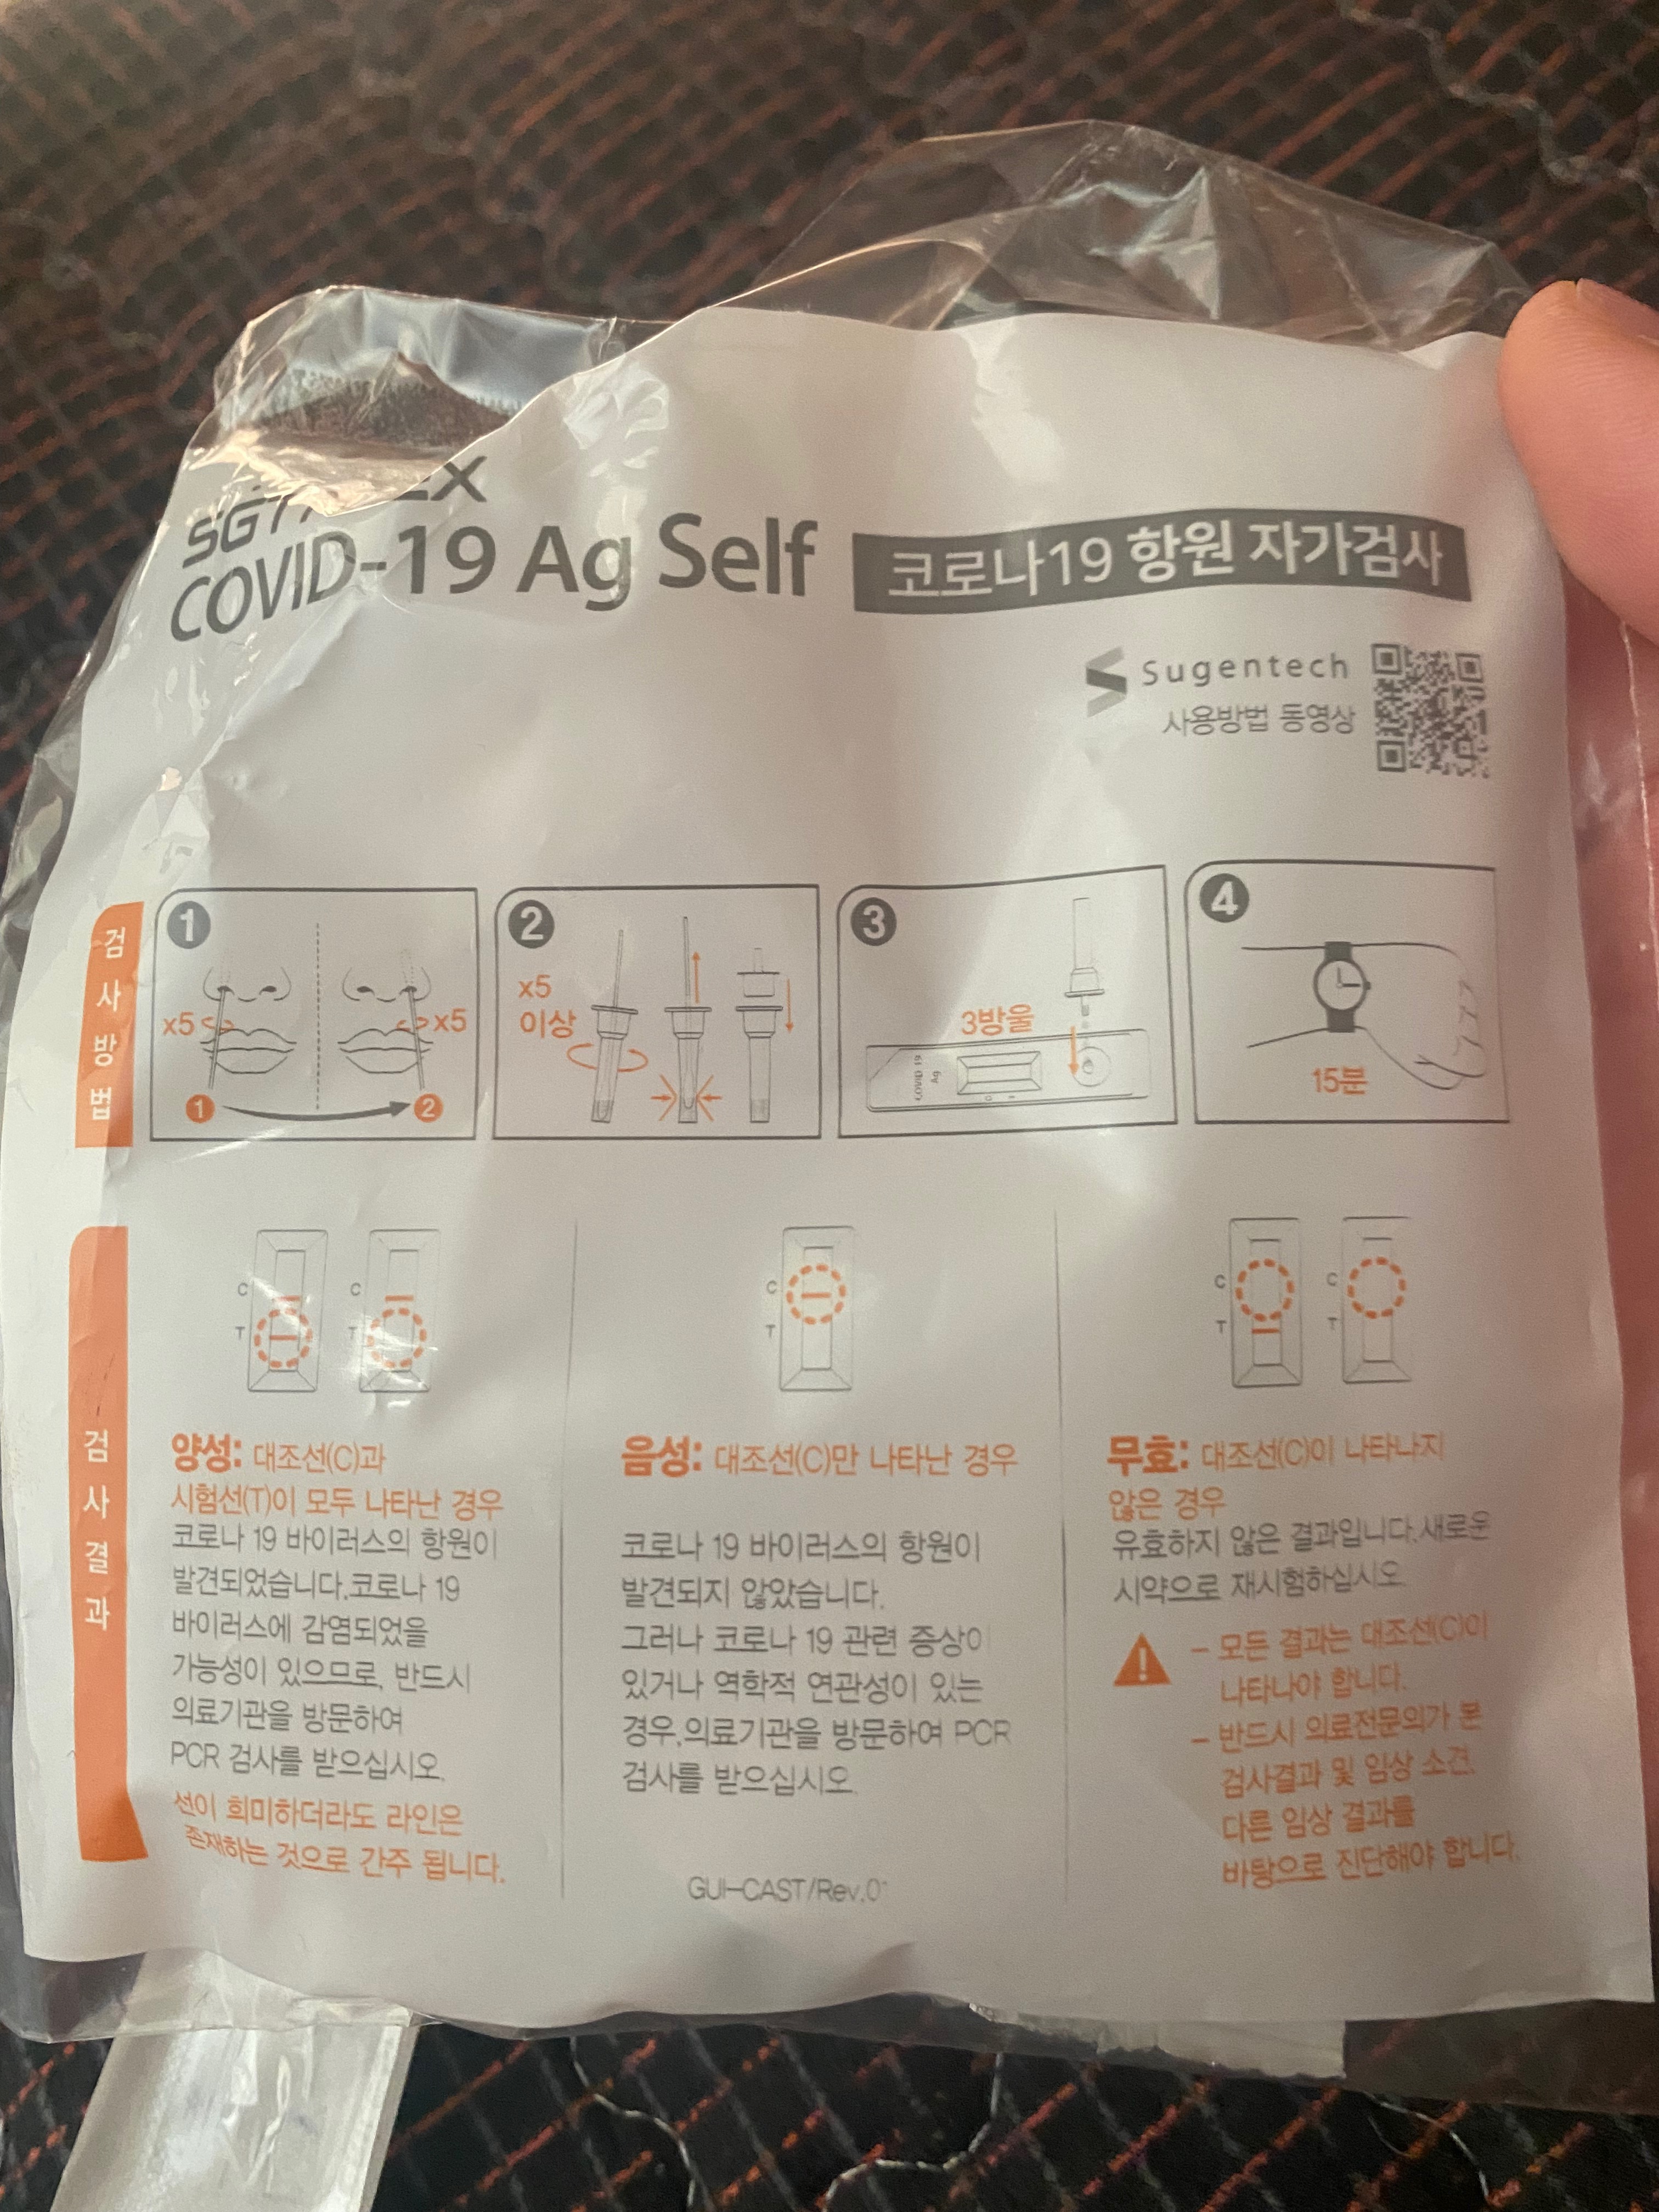 COVID-19 Ag Self
코로나19 항원 자가검사
Sugentech
사용방법 동영상
검사방법
1
x5
x5
1
2
2
x5
이상
3
3방울
4
15분
검사결과
C
T
C
T
C
T
C
T
C
T
양성: 대조선(C)과
시험선(T)이 모두 나타난 경우
코로나 19 바이러스의 항원이
발견되었습니다.코로나 19
바이러스에 감염되었을
가능성이 있으므로, 반드시
의료기관을 방문하여
PCR 검사를 받으십시오.
선이 희미하더라도 라인은
존재하는 것으로 간주 됩니다.
음성: 대조선(C)만 나타난 경우
코로나 19 바이러스의 항원이
발견되지 않았습니다.
그러나 코로나 19 관련 증상이
있거나 역학적 연관성이 있는
경우,의료기관을 방문하여 PCR
검사를 받으십시오.
GUI-CAST/Rev.0
무효: 대조선(C)이 나타나지
않은 경우
유효하지 않은 결과입니다.새로운
시약으로 재시험하십시오.
- 모든 결과는 대조선(C)이
나타나야 합니다.
- 반드시 의료전문의가 본
검사결과 및 임상 소견,
다른 임상 결과를
바탕으로 진단해야 합니다.